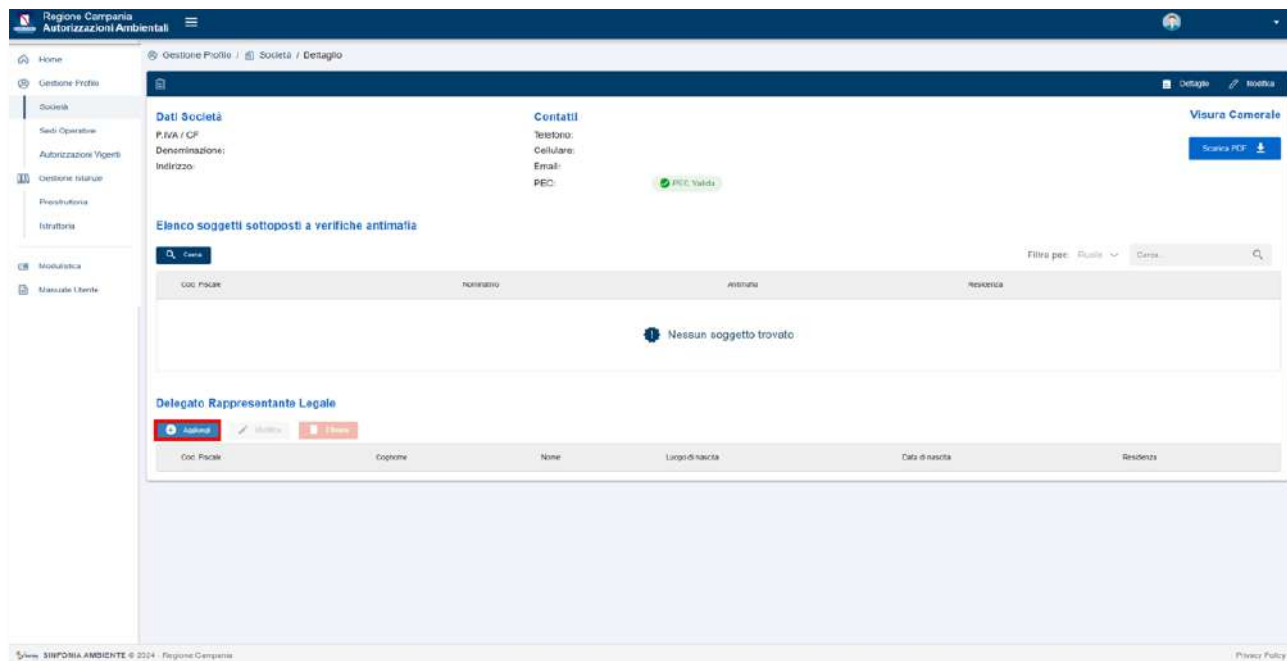 Regione Campania
Autorizzazioni Ambientali
Home
Gestione Profilo
Società
Sedi Operative
Autorizzazioni Vigenti
Gestione Istanze
Preistruttoria
Istruttoria
Modulistica
Manuale Utente
Gestione Profilo / Società / Dettaglio
Dettaglio Modifica
Dati Società
P.IVA / CF
Denominazione:
Indirizzo:
Contatti
Telefono:
Cellulare:
Email:
PEC: PEC Valida
Visura Camerale
Scarica PDF
Elenco soggetti sottoposti a verifiche antimafia
Cerca
Filtra per: Ruolo Cerca...
Cod. Fiscale Nominativo Antimafia Residenza
Nessun soggetto trovato
Delegato Rappresentante Legale
Aggiungi Modifica Elimina
Cod. Fiscale Cognome Nome Luogo di nascita Data di nascita Residenza
SINFONIA AMBIENTE © 2024 - Regione Campania
Privacy Policy